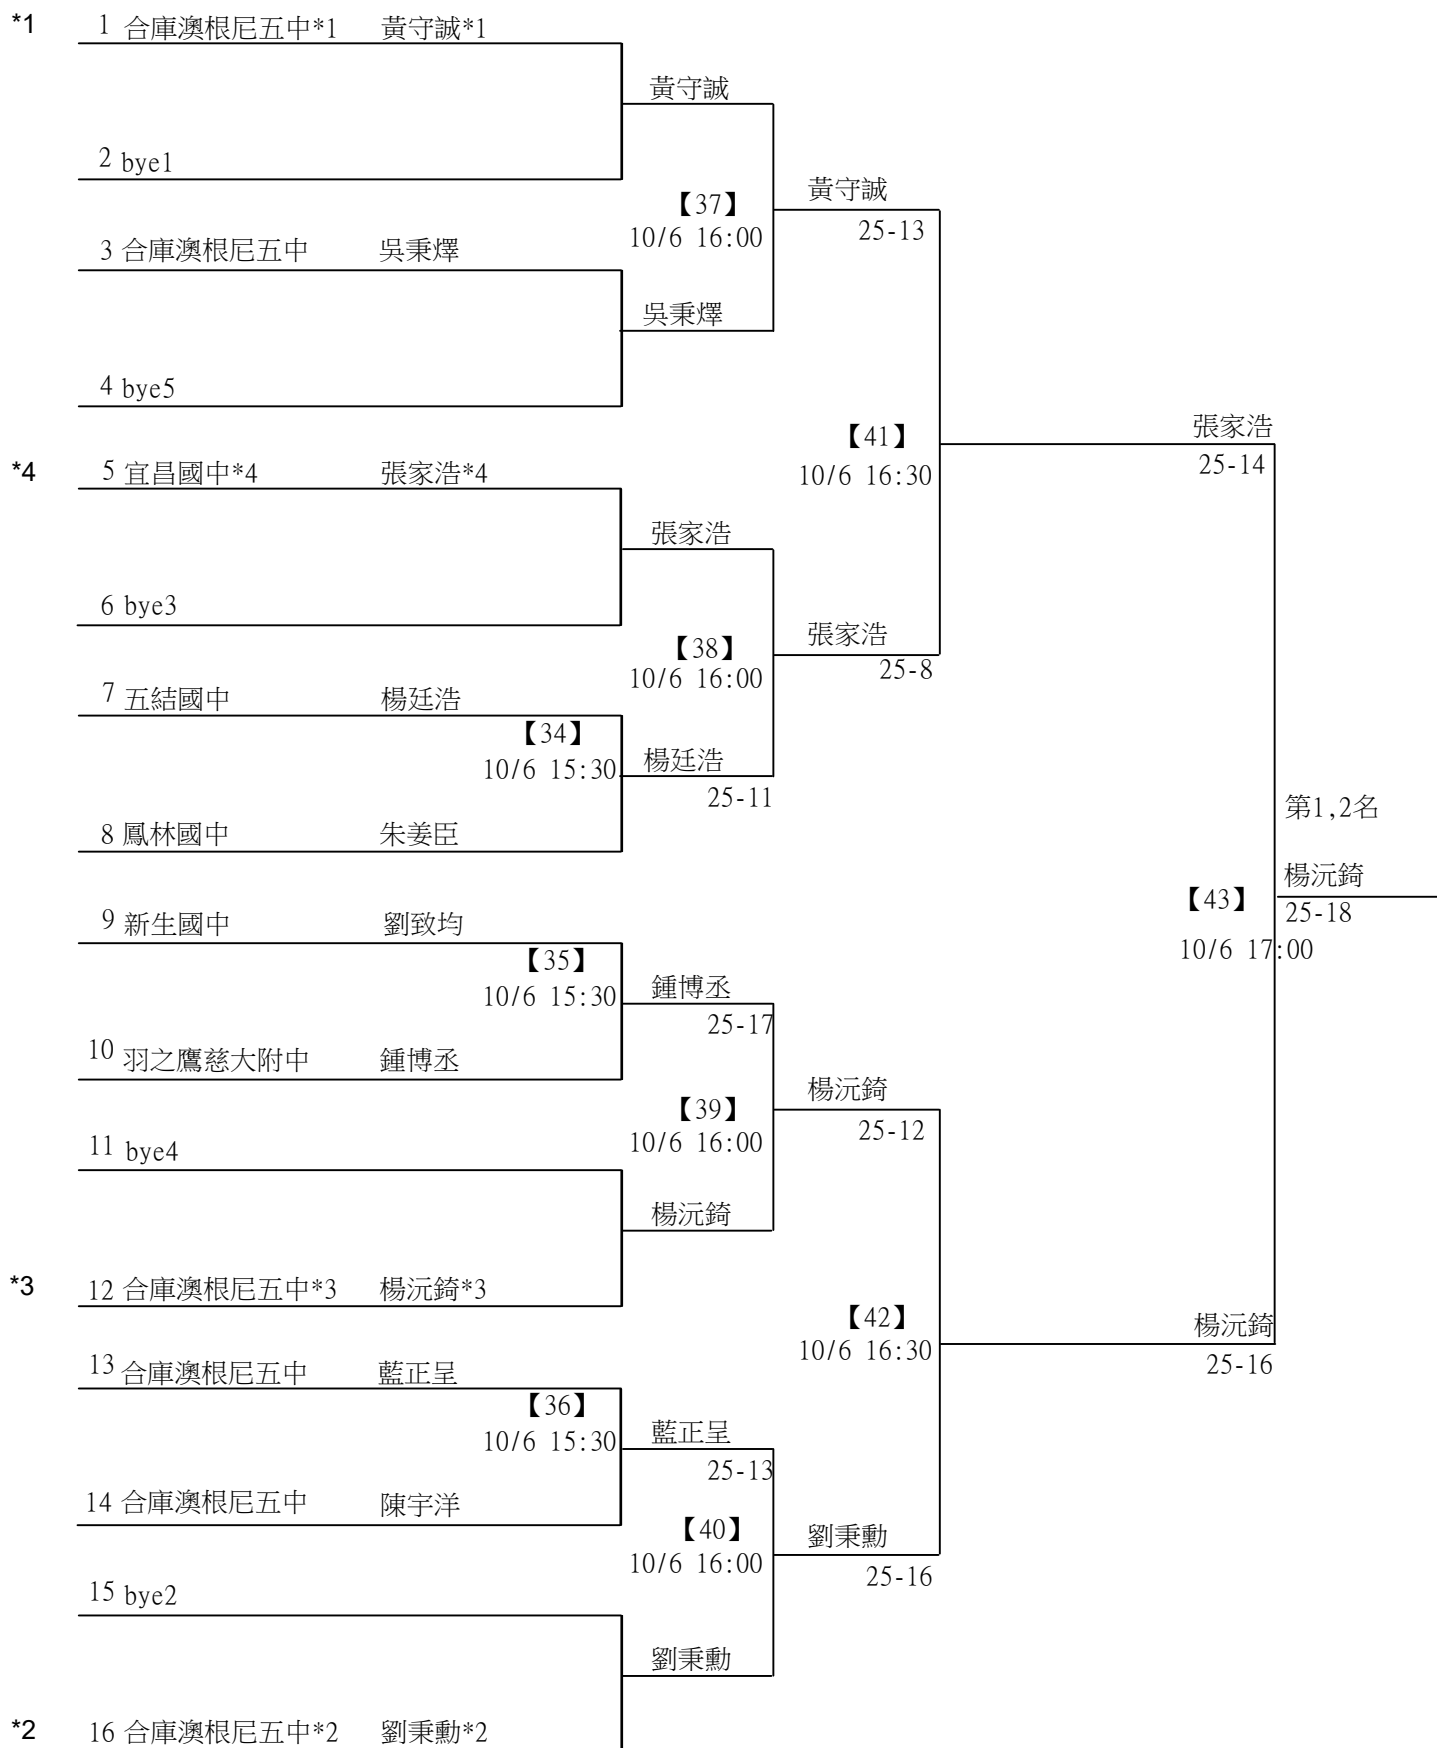 *1 1 合庫澳根尼五中*1 黃守誠*1
黃守誠
2 bye1
黃守誠
【37】
25-13
10/6 16:00
3 合庫澳根尼五中 吳秉燁
吳秉燁
4 bye5
張家浩
【41】
25-14
*4 5 宜昌國中*4 張家浩*4
10/6 16:30
張家浩
6 bye3
張家浩
【38】
25-8
10/6 16:00
7 五結國中 楊廷浩
【34】
楊廷浩
10/6 15:30
25-11
第1,2名
8 鳳林國中 朱姜臣
楊沅錡
【43】
25-18
9 新生國中 劉致均
10/6 17:00
【35】
鍾博丞
10/6 15:30
25-17
10 羽之鷹慈大附中 鍾博丞
楊沅錡
【39】
25-12
10/6 16:00
11 bye4
楊沅錡
*3 12 合庫澳根尼五中*3 楊沅錡*3
【42】
楊沅錡
10/6 16:30
25-16
13 合庫澳根尼五中 藍正呈
【36】
藍正呈
10/6 15:30
25-13
14 合庫澳根尼五中 陳宇洋
【40】
劉秉勳
10/6 16:00
25-16
15 bye2
劉秉勳
*2 16 合庫澳根尼五中*2 劉秉勳*2